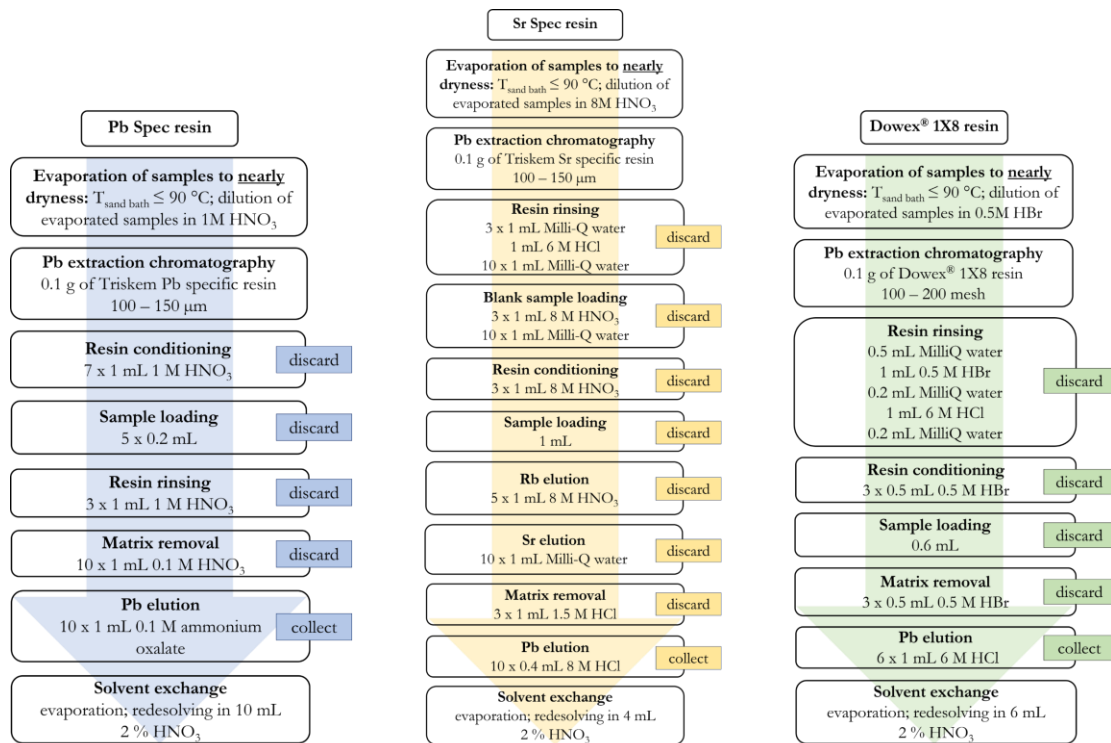 Pb Spec resin
Evaporation of samples to nearly
dryness: T sand bath ≤ 90 °C; dilution of
evaporated samples in 1M HNO3
Pb extraction chromatography
0.1 g of Triskem Pb specific resin
100 – 150 µm
Resin conditioning
7 x 1 mL 1 M HNO3
discard
Sample loading
5 x 0.2 mL
discard
Resin rinsing
3 x 1 mL 1 M HNO3
discard
Matrix removal
10 x 1 mL 0.1 M HNO3
discard
Pb elution
10 x 1 mL 0.1 M ammonium
oxalate
collect
Solvent exchange
evaporation; redesolving in 10 mL
2 % HNO3
Sr Spec resin
Evaporation of samples to nearly
dryness: T sand bath ≤ 90 °C; dilution
of evaporated samples in 8M HNO3
Pb extraction chromatography
0.1 g of Triskem Sr specific resin
100 – 150 µm
Resin rinsing
3 x 1 mL Milli-Q water
1 mL 6 M HCl
10 x 1 mL Milli-Q water
discard
Blank sample loading
3 x 1 mL 8 M HNO3
10 x 1 mL Milli-Q water
discard
Resin conditioning
3 x 1 mL 8 M HNO3
discard
Sample loading
1 mL
discard
Rb elution
5 x 1 mL 8 M HNO3
discard
Sr elution
10 x 1 mL Milli-Q water
discard
Matrix removal
3 x 1 mL 1.5 M HCl
discard
Pb elution
10 x 0.4 mL 8 M HCl
collect
Solvent exchange
evaporation; redesolving in 4 mL
2 % HNO3
Dowex® 1X8 resin
Evaporation of samples to nearly
dryness: T sand bath ≤ 90 °C; dilution of
evaporated samples in 0.5M HBr
Pb extraction chromatography
0.1 g of Dowex® 1X8 resin
100 – 200 mesh
Resin rinsing
0.5 mL MilliQ water
1 mL 0.5 M HBr
0.2 mL MilliQ water
1 mL 6 M HCl
0.2 mL MilliQ water
discard
Resin conditioning
3 x 0.5 mL 0.5 M HBr
discard
Sample loading
0.6 mL
discard
Matrix removal
3 x 0.5 mL 0.5 M HBr
discard
Pb elution
6 x 1 mL 6 M HCl
collect
Solvent exchange
evaporation; redesolving in 6 mL
2 % HNO3